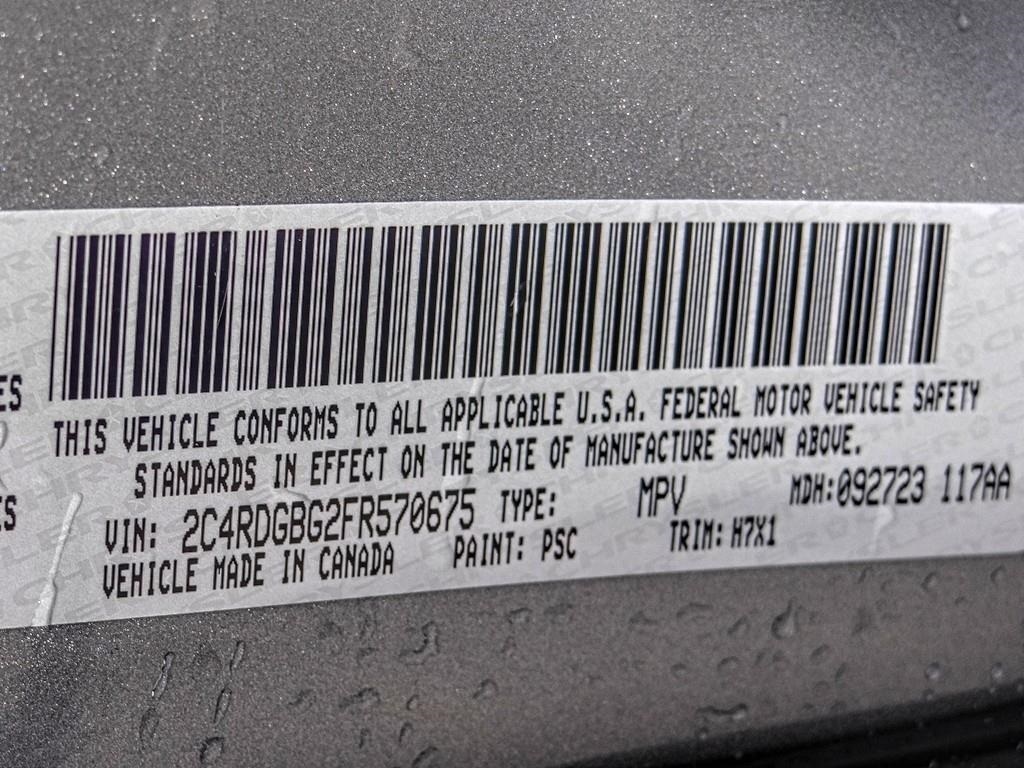 THIS VEHICLE CONFORMS TO ALL APPLICABLE U.S.A. FEDERAL MOTOR VEHICLE SAFETY
STANDARDS IN EFFECT ON THE DATE OF MANUFACTURE SHOWN ABOVE.
VIN: 2C4RDGBG2FR570675 TYPE: MPV MDH:092723 117AA
VEHICLE MADE IN CANADA PAINT: PSC TRIM: H7X1